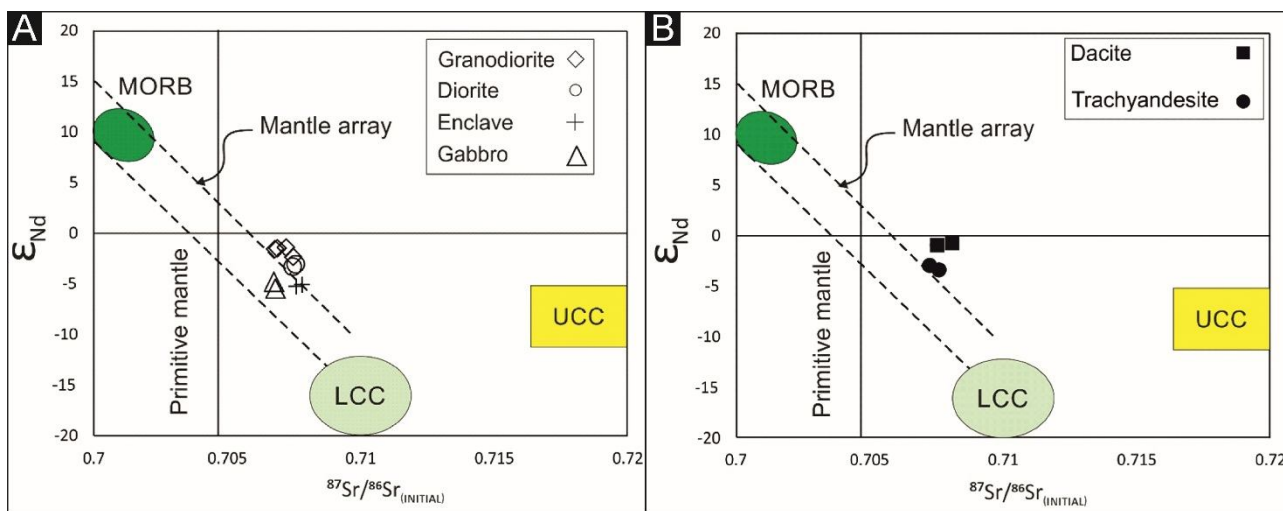 A
20
15
10
5
0
-5
-10
-15
-20
εNd
MORB
Mantle array
Granodiorite
Diorite
Enclave
Gabbro
Primitive mantle
UCC
LCC
0.7
0.705
0.71
0.715
0.72
87Sr/86Sr(INITIAL)
B
20
15
10
5
0
-5
-10
-15
-20
εNd
MORB
Mantle array
Dacite
Trachyandesite
Primitive mantle
UCC
LCC
0.7
0.705
0.71
0.715
0.72
87Sr/86Sr(INITIAL)